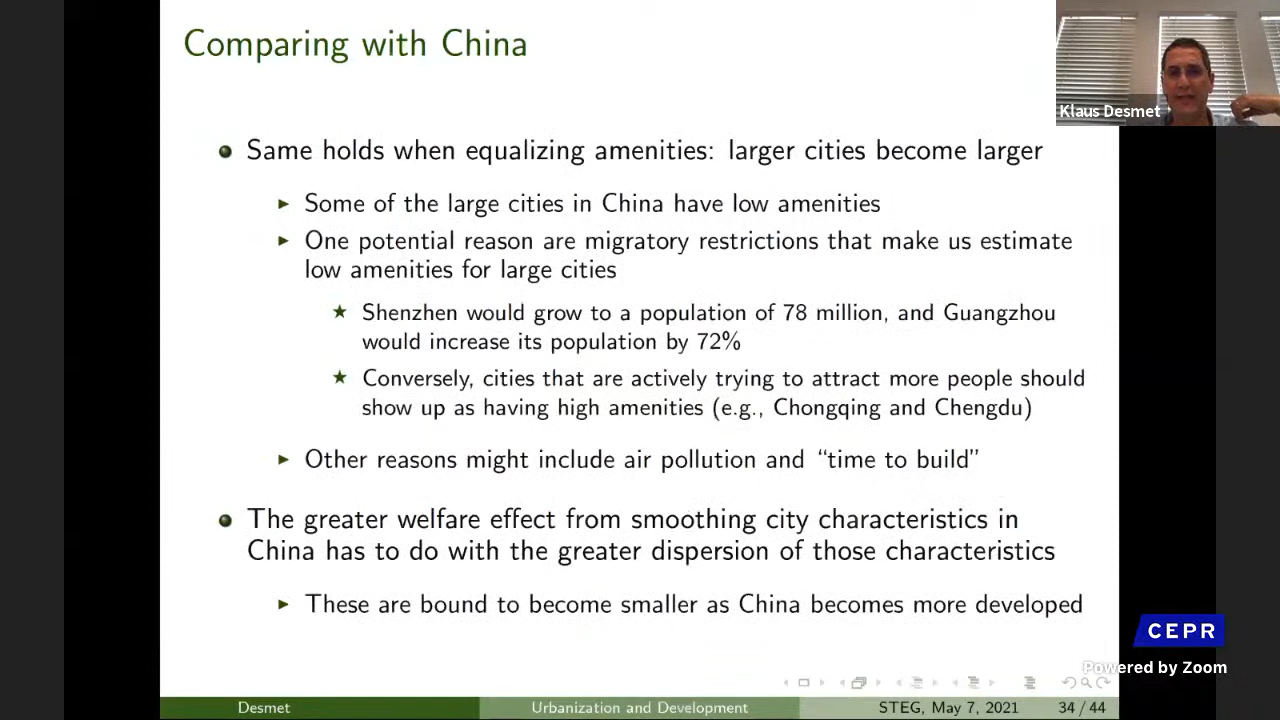 Comparing with China
Klaus Desmet
Same holds when equalizing amenities: larger cities become larger
Some of the large cities in China have low amenities
One potential reason are migratory restrictions that make us estimate
low amenities for large cities
Shenzhen would grow to a population of 78 million, and Guangzhou
would increase its population by 72%
Conversely, cities that are actively trying to attract more people should
show up as having high amenities (e.g., Chongqing and Chengdu)
Other reasons might include air pollution and “time to build”
The greater welfare effect from smoothing city characteristics in
China has to do with the greater dispersion of those characteristics
These are bound to become smaller as China becomes more developed
CEPR
Powered by Zoom
Desmet
Urbanization and Development
STEG, May 7, 2021
34 / 44